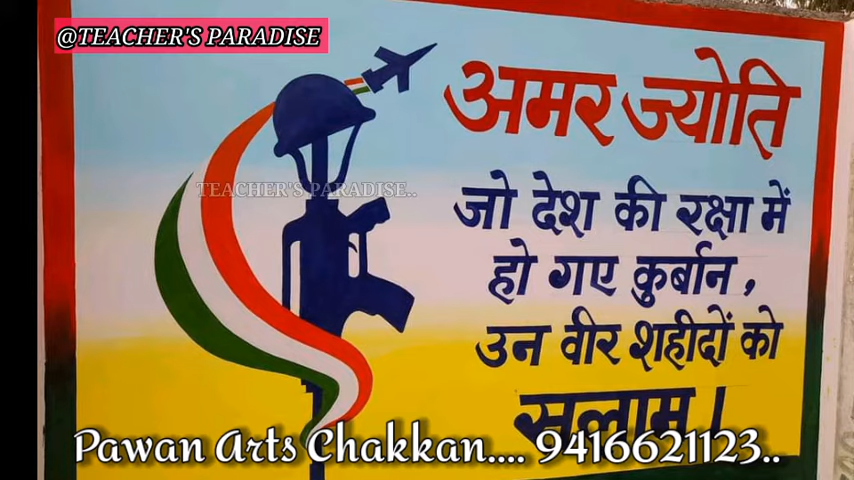 @TEACHER'S PARADISE
अमर ज्योति
TEACHER'S PARADISE..
जो देश की रक्षा में
हो गए कुर्बान,
उन वीर शहीदों को
सलाम।
Pawan Arts Chakkan.... 9416621123..